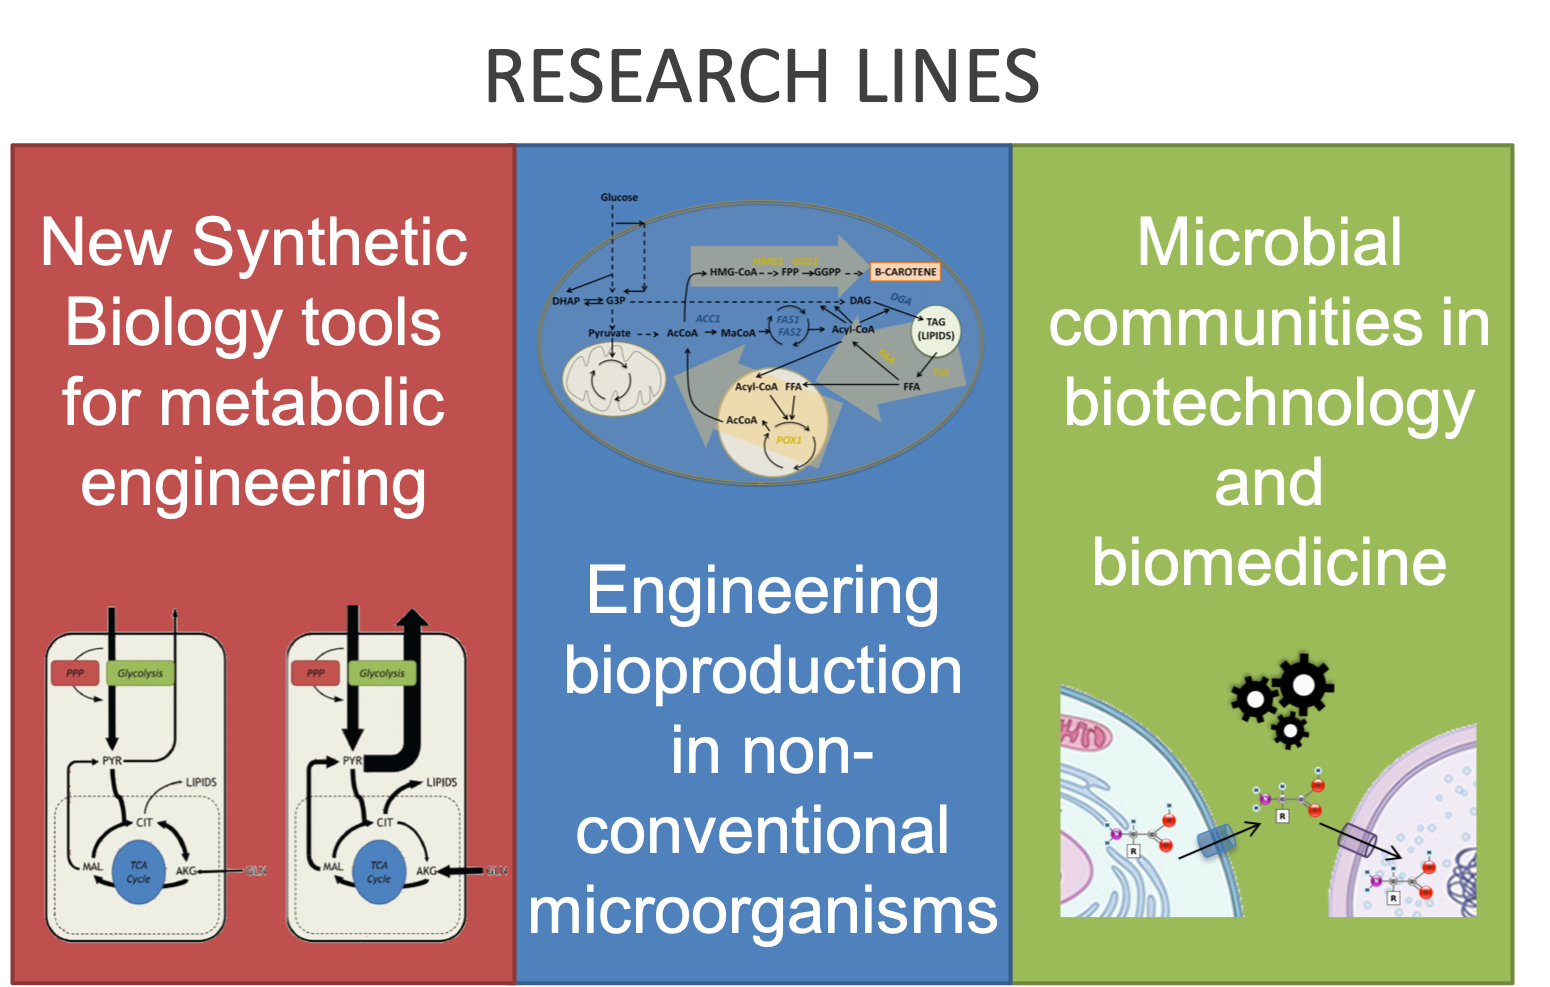 RESEARCH LINES
New Synthetic
Biology tools
for metabolic
engineering
PPP
Glycolysis
PYR
LIPIDS
CIT
MAL
TCA
Cycle
AKG
GLN
PPP
Glycolysis
PYR
LIPIDS
CIT
MAL
TCA
Cycle
AKG
GLN
Glucose
HMG1 GGS1
HMG-CoA FPP GGPP B-CAROTENE
DHAP G3P DAG DGA
Pyruvate AcCoA ACC1 MaCoA
FAS1
FAS2
Acyl-CoA
TAG
(LIPIDS)
FFA
Acyl-CoA FFA
AcCoA
POX1
Engineering
bioproduction
in non-
conventional
microorganisms
Microbial
communities in
biotechnology
and
biomedicine
R
R
R